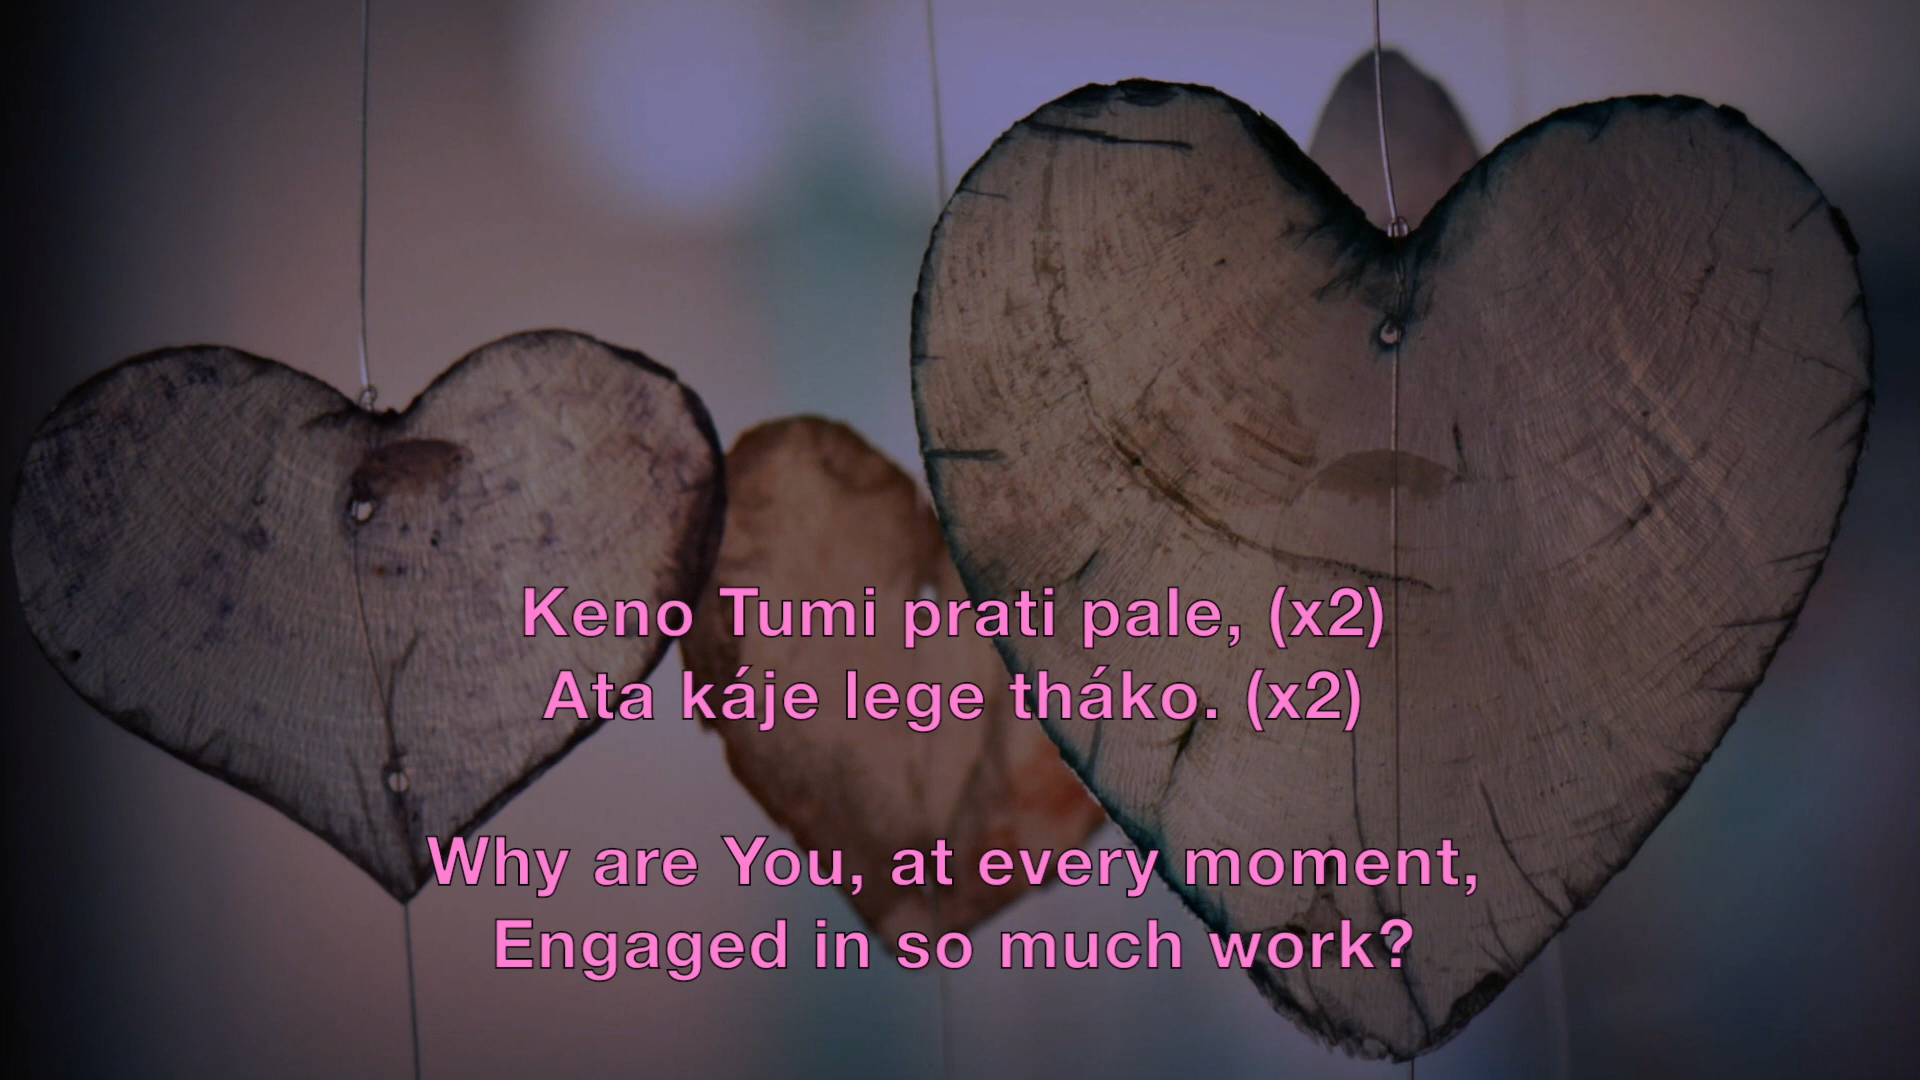 Keno Tumi prati pale, (x2)
Ata káje lege tháko. (x2)
Why are You, at every moment,
Engaged in so much work?